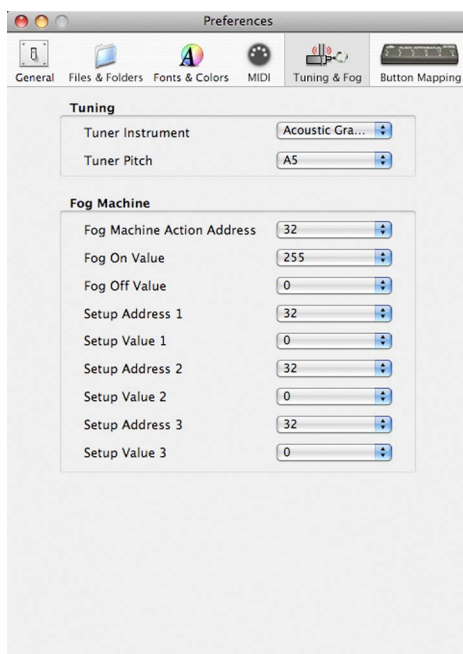 Preferences
General Files & Folders Fonts & Colors MIDI Tuning & Fog Button Mapping
Tuning
Tuner Instrument Acoustic Gra...
Tuner Pitch A5
Fog Machine
Fog Machine Action Address 32
Fog On Value 255
Fog Off Value 0
Setup Address 1 32
Setup Value 1 0
Setup Address 2 32
Setup Value 2 0
Setup Address 3 32
Setup Value 3 0